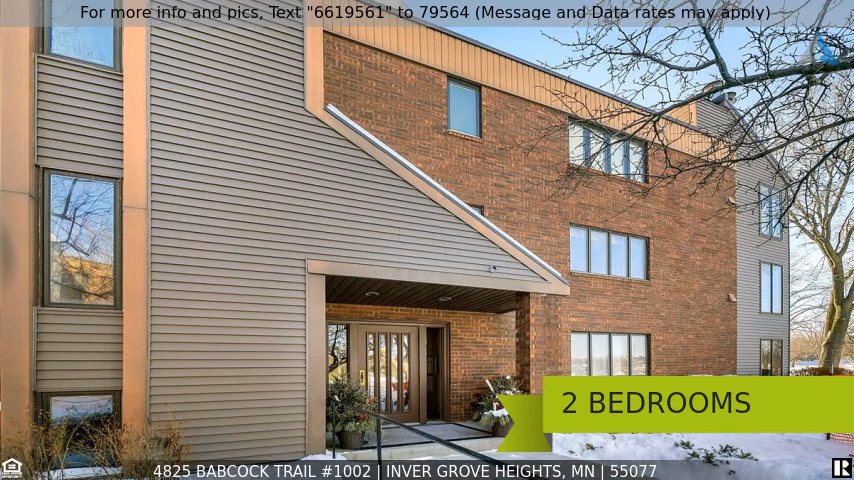 For more info and pics, Text "6619561" to 79564 (Message and Data rates may apply)
2 BEDROOMS
4825 BABCOCK TRAIL #1002 | INVER GROVE HEIGHTS, MN | 55077